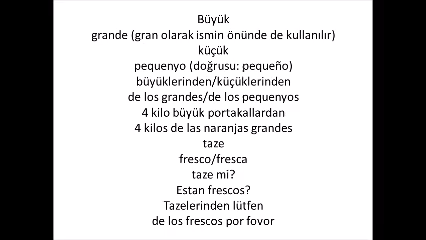 Büyük
grande (gran olarak ismin önünde de kullanılır)
küçük
pequenyo (doğrusu: pequeño)
büyüklerinden/küçüklerinden
de los grandes/de los pequenyos
4 kilo büyük portakallardan
4 kilos de las naranjas grandes
taze
fresco/fresca
taze mi?
Estan frescos?
Tazelerinden lütfen
de los frescos por fovor